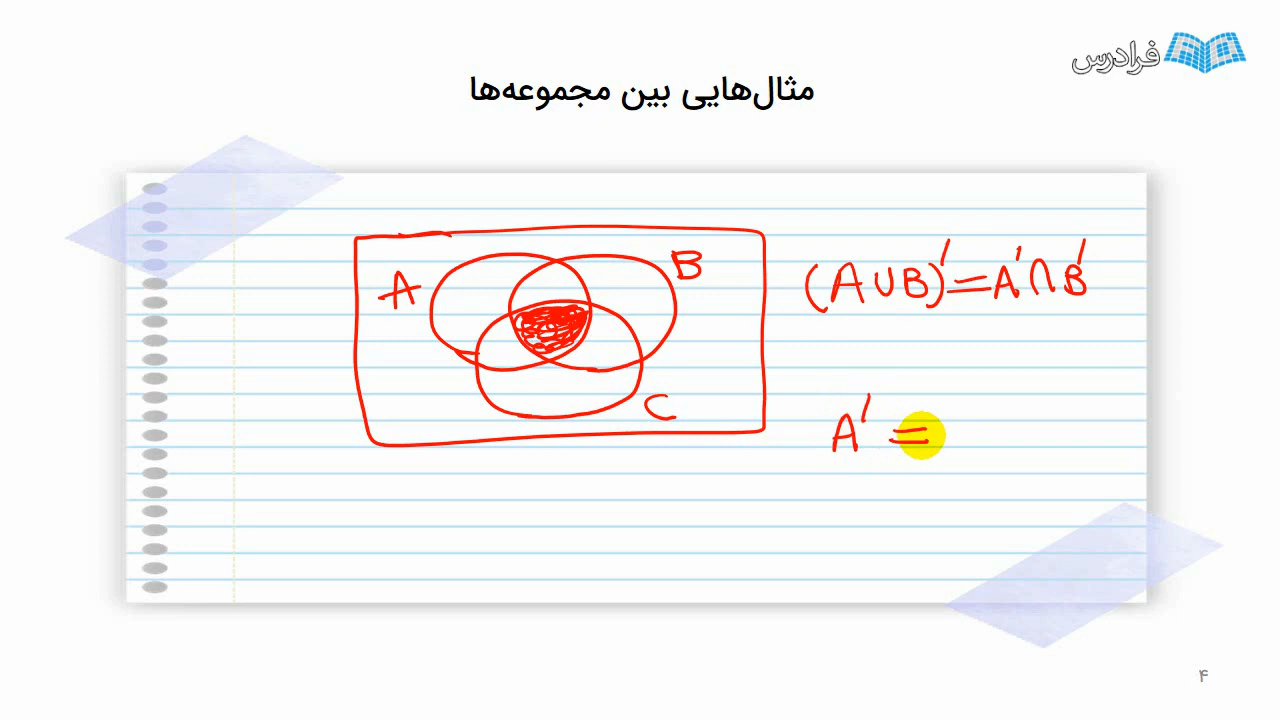 فرادرس
مثال‌هایی بین مجموعه‌ها
A
B
C
(A∪B)′=A′∩B′
A′ =
۴